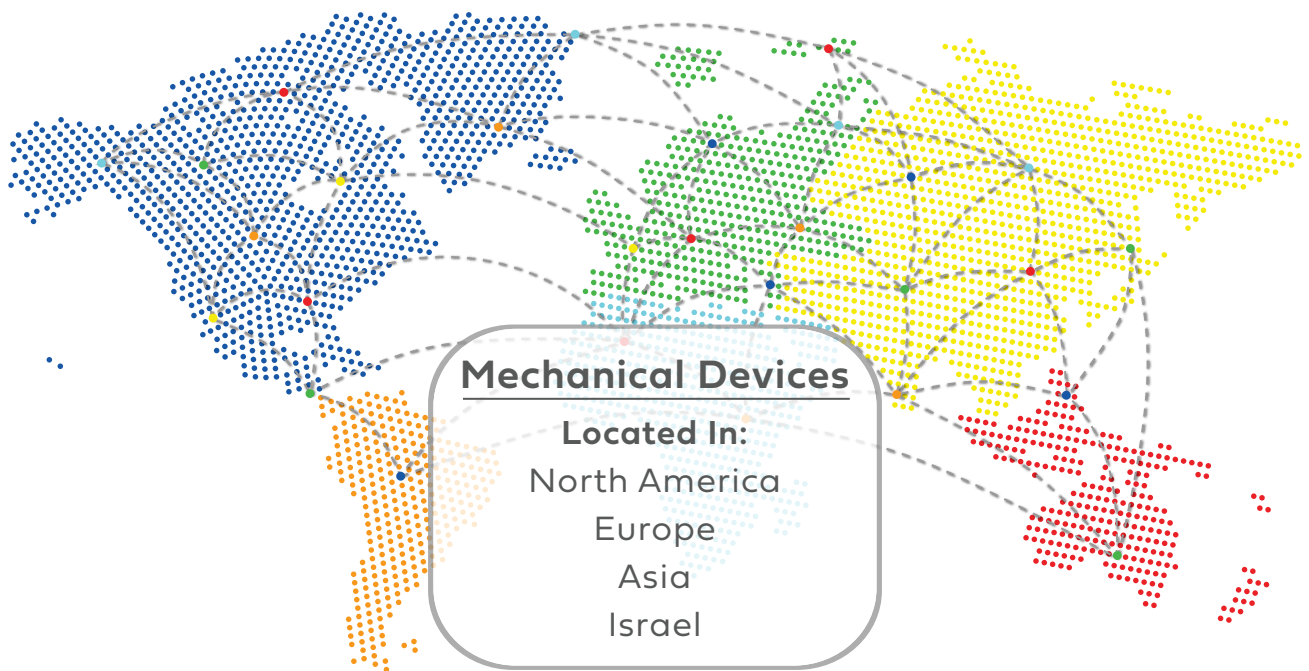 Mechanical Devices
Located In:
North America
Europe
Asia
Israel